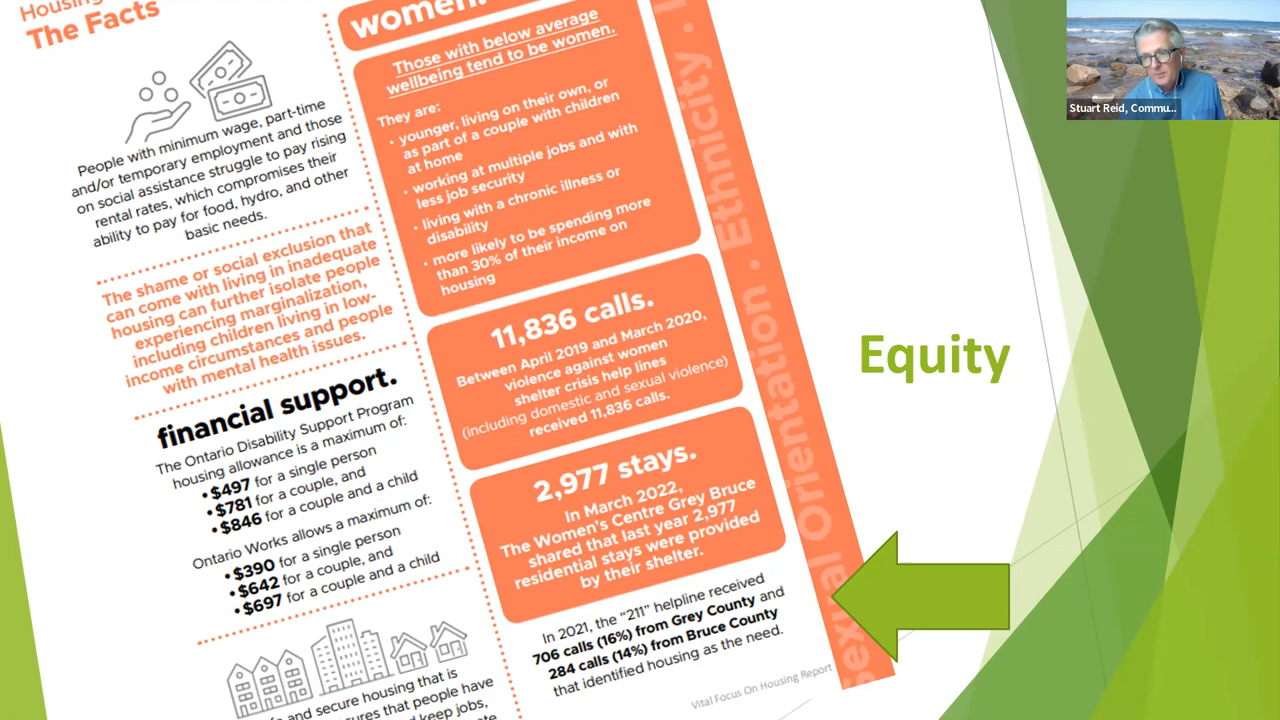 Housing
The Facts
People with minimum wage, part-time
and/or temporary employment and those
on social assistance struggle to pay rising
rental rates, which compromises their
ability to pay for food, hydro, and other
basic needs.
The shame or social exclusion that
can come with living in inadequate
housing can further isolate people
experiencing marginalization,
including children living in low-
income circumstances and people
with mental health issues.
financial support.
The Ontario Disability Support Program
housing allowance is a maximum of:
• $497 for a single person
• $781 for a couple, and
• $846 for a couple and a child
Ontario Works allows a maximum of:
• $390 for a single person
• $642 for a couple, and
• $697 for a couple and a child
and secure housing that is
that people have
keep jobs,
women.
Those with below average
wellbeing tend to be women.
They are:
• younger, living on their own, or
as part of a couple with children
at home
• working at multiple jobs and with
less job security
• living with a chronic illness or
disability
• more likely to be spending more
than 30% of their income on
housing
11,836 calls.
Between April 2019 and March 2020,
violence against women
shelter crisis help lines
(including domestic and sexual violence)
received 11,836 calls.
2,977 stays.
In March 2022,
The Women's Centre Grey Bruce
shared that last year 2,977
residential stays were provided
by their shelter.
In 2021, the "211" helpline received
706 calls (16%) from Grey County and
284 calls (14%) from Bruce County
that identified housing as the need.
Vital Focus On Housing Report
Sexual Orientation • Ethnicity •
Equity
Stuart Reid, Commu...